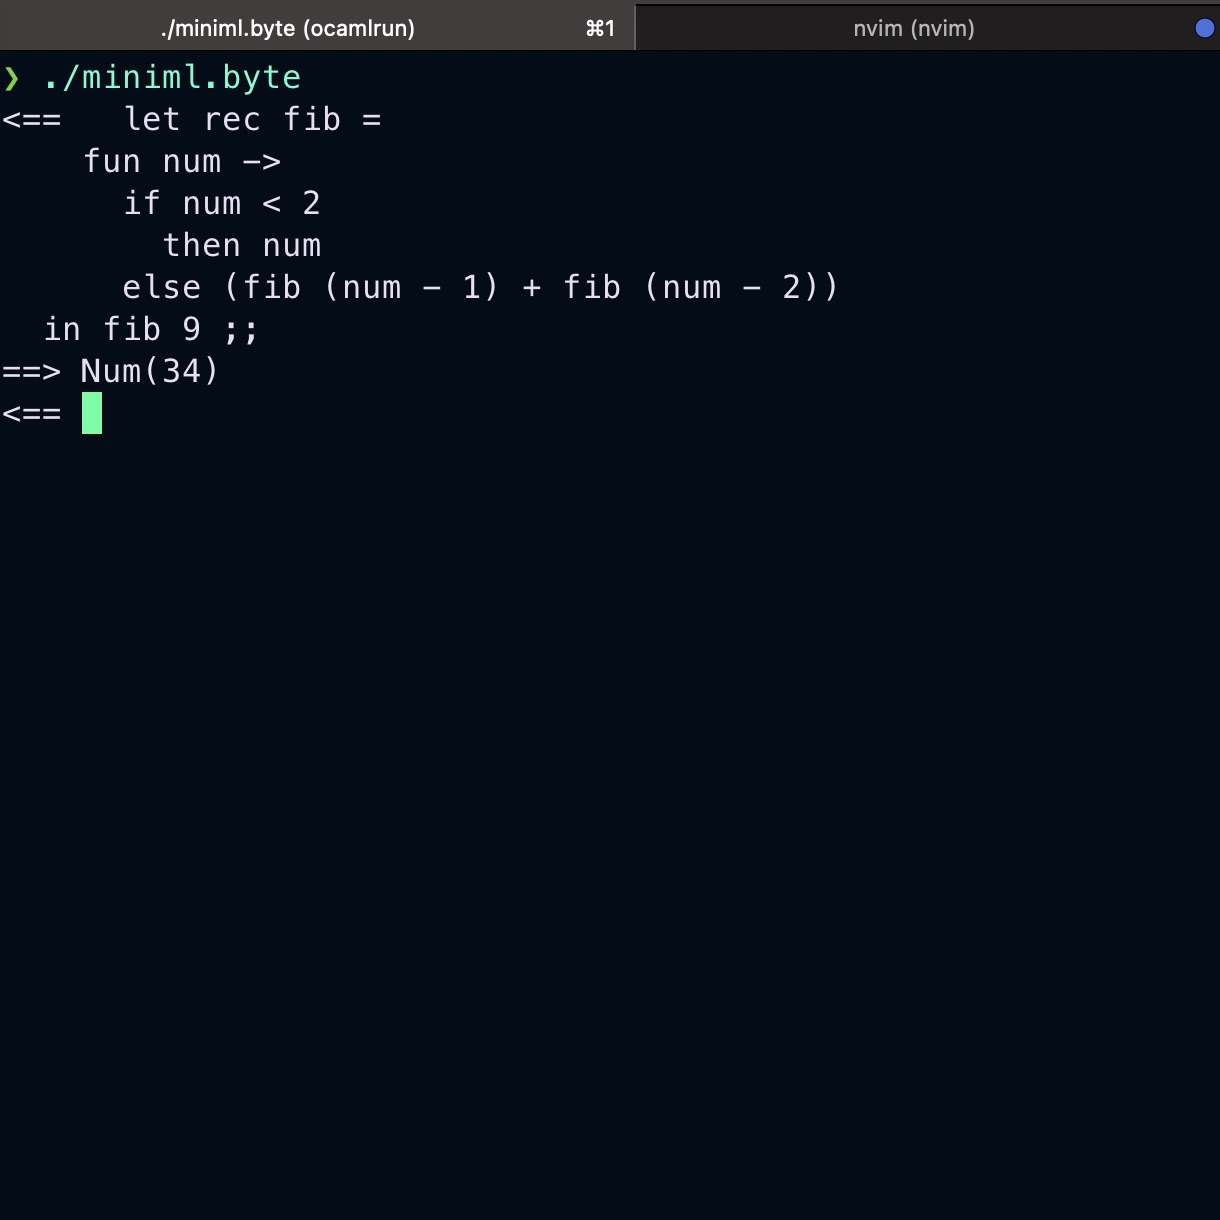 ./miniml.byte (ocamlrun) ⌘1 nvim (nvim)
❯ ./miniml.byte
<==   let rec fib =
    fun num ->
      if num < 2
        then num
      else (fib (num - 1) + fib (num - 2))
  in fib 9 ;;
==> Num(34)
<==